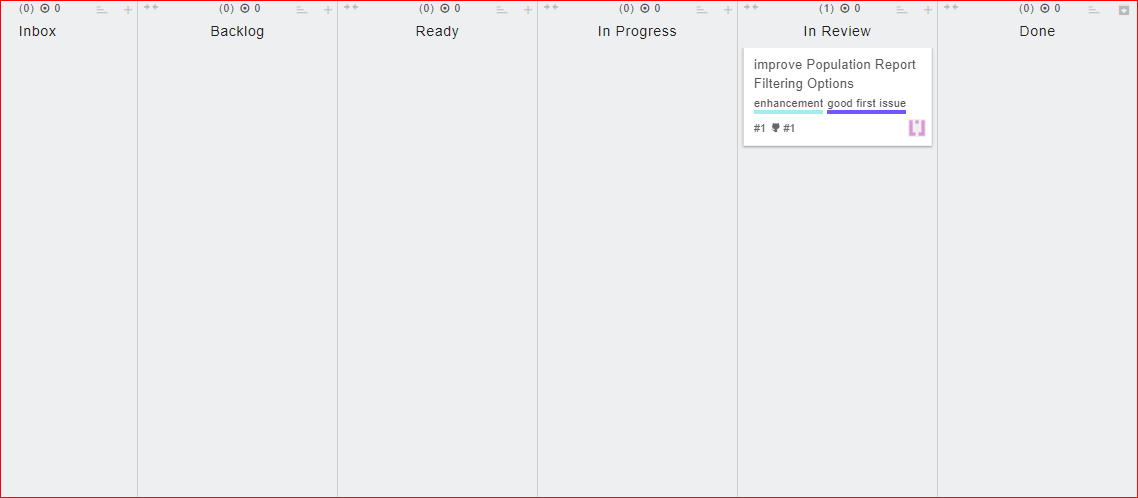 (0) 0
Inbox
(0) 0
Backlog
(0) 0
Ready
(0) 0
In Progress
(1) 0
In Review
improve Population Report
Filtering Options
enhancement good first issue
#1 #1
(0) 0
Done